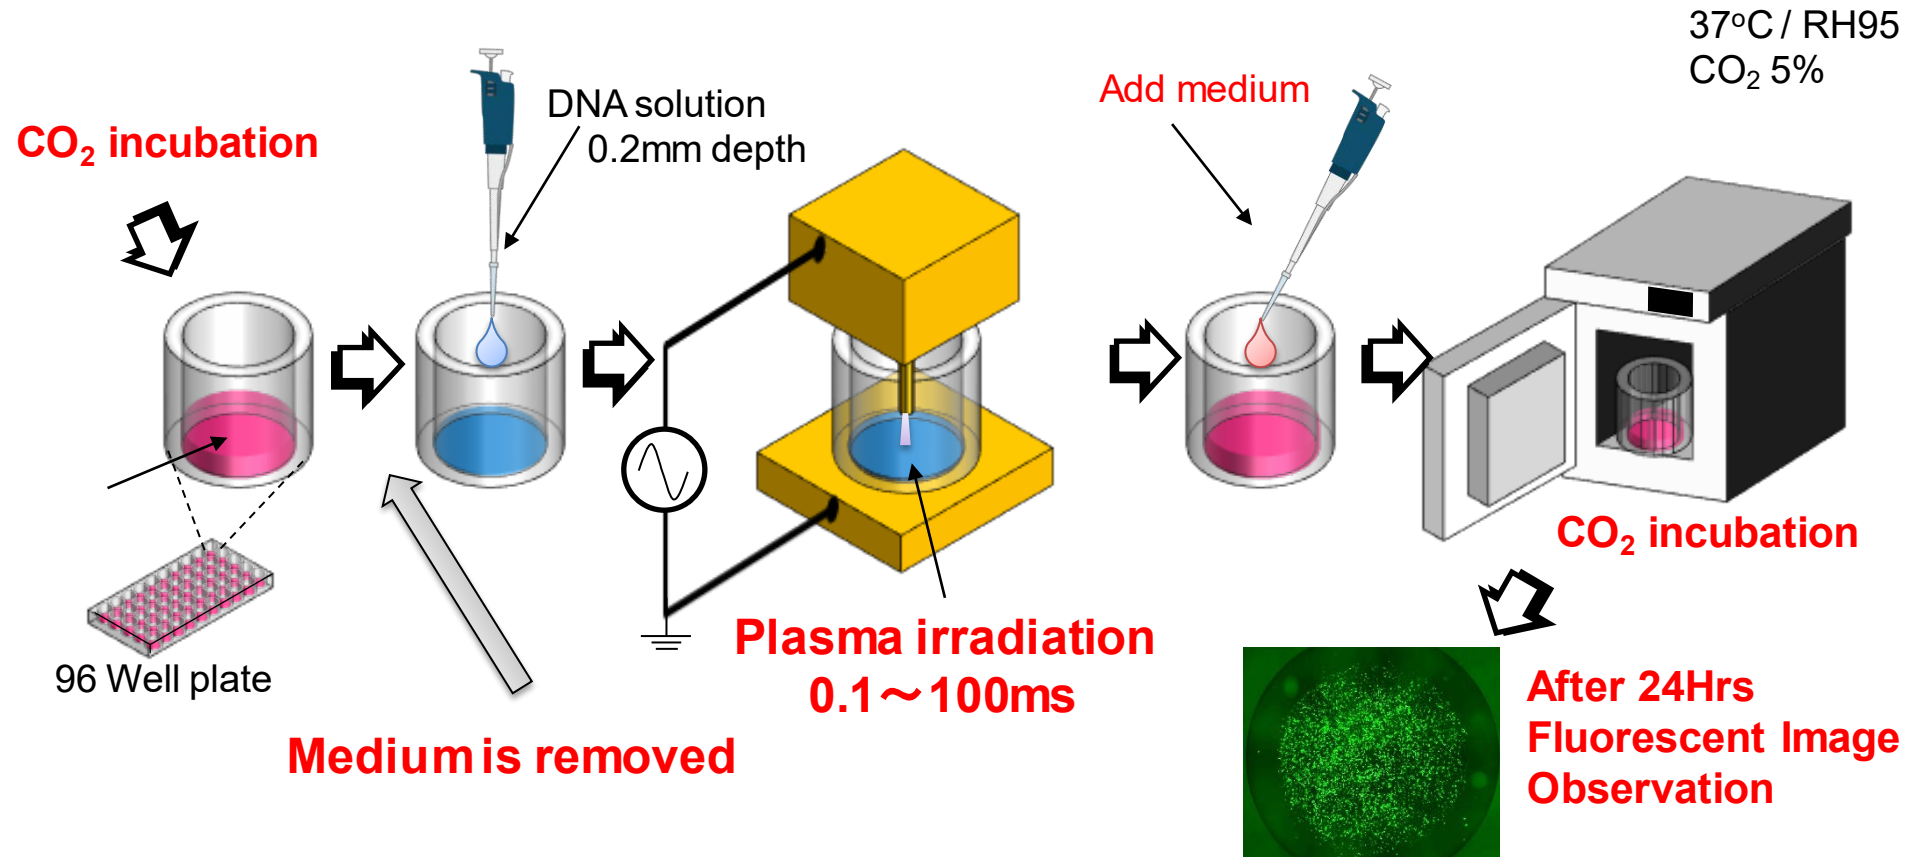 37°C / RH95
CO₂ 5%
DNA solution
0.2mm depth
Add medium
CO₂ incubation
96 Well plate
Medium is removed
Plasma irradiation
0.1～100ms
CO₂ incubation
After 24Hrs
Fluorescent Image
Observation